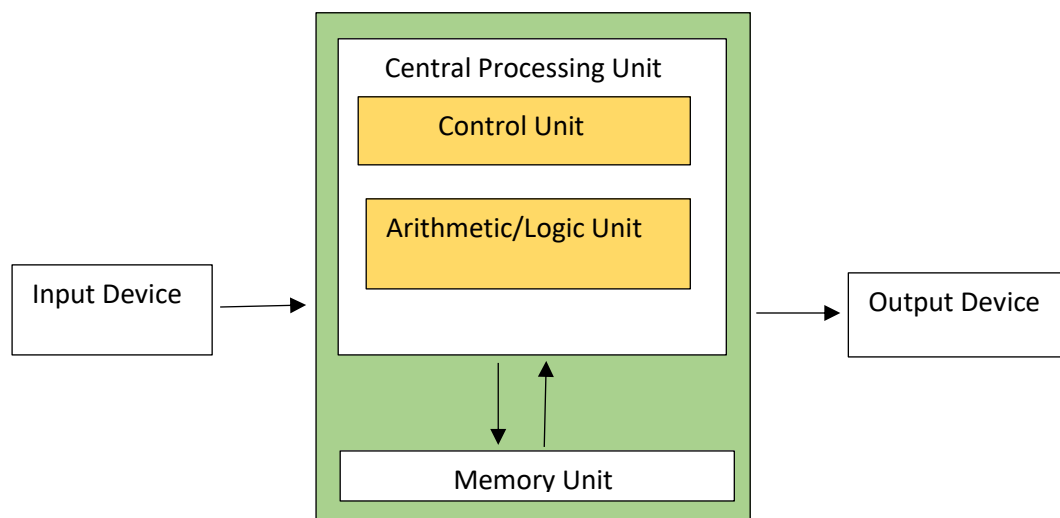 Central Processing Unit
Control Unit
Arithmetic/Logic Unit
Input Device
Output Device
Memory Unit